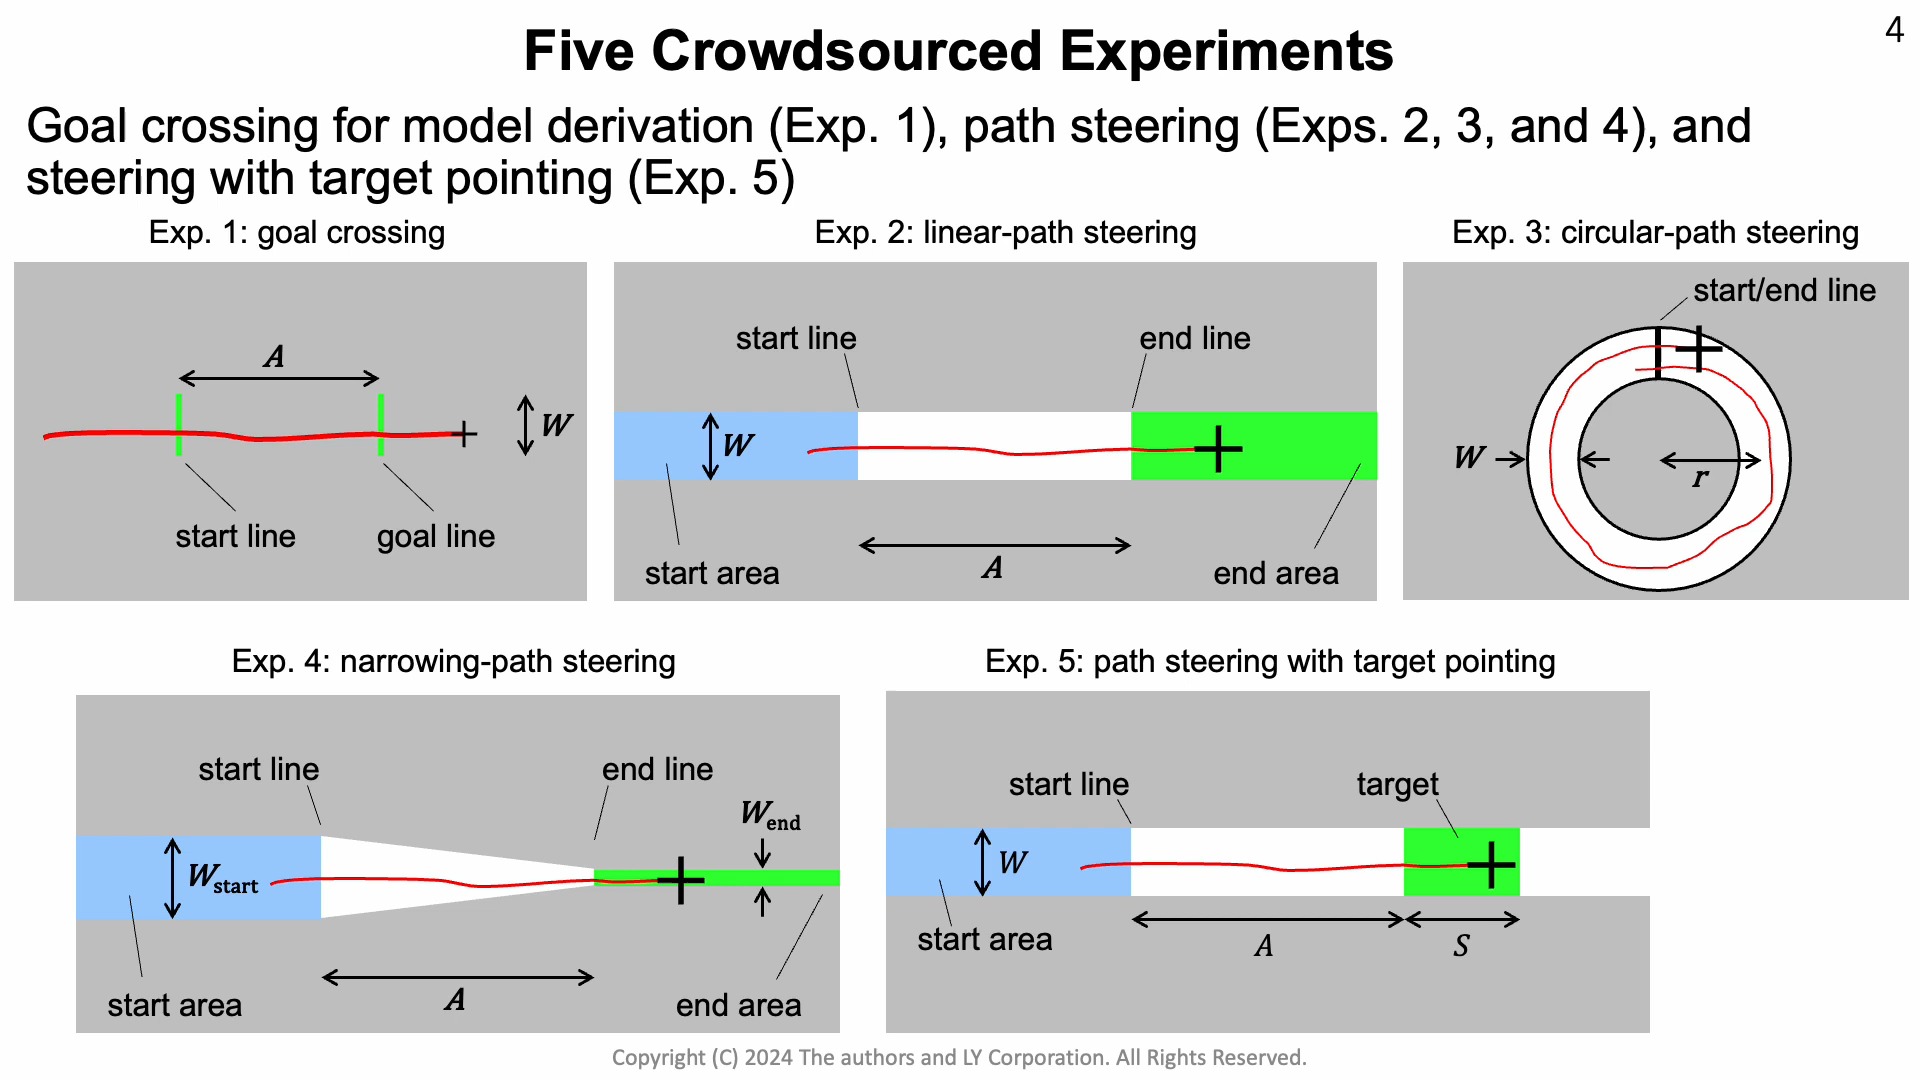 4
Five Crowdsourced Experiments
Goal crossing for model derivation (Exp. 1), path steering (Exps. 2, 3, and 4), and
steering with target pointing (Exp. 5)
Exp. 1: goal crossing
A
W
start line
goal line
Exp. 2: linear-path steering
start line
end line
W
start area
A
end area
Exp. 3: circular-path steering
start/end line
W
r
Exp. 4: narrowing-path steering
start line
end line
Wend
Wstart
start area
A
end area
Exp. 5: path steering with target pointing
start line
target
W
start area
A
S
Copyright (C) 2024 The authors and LY Corporation. All Rights Reserved.